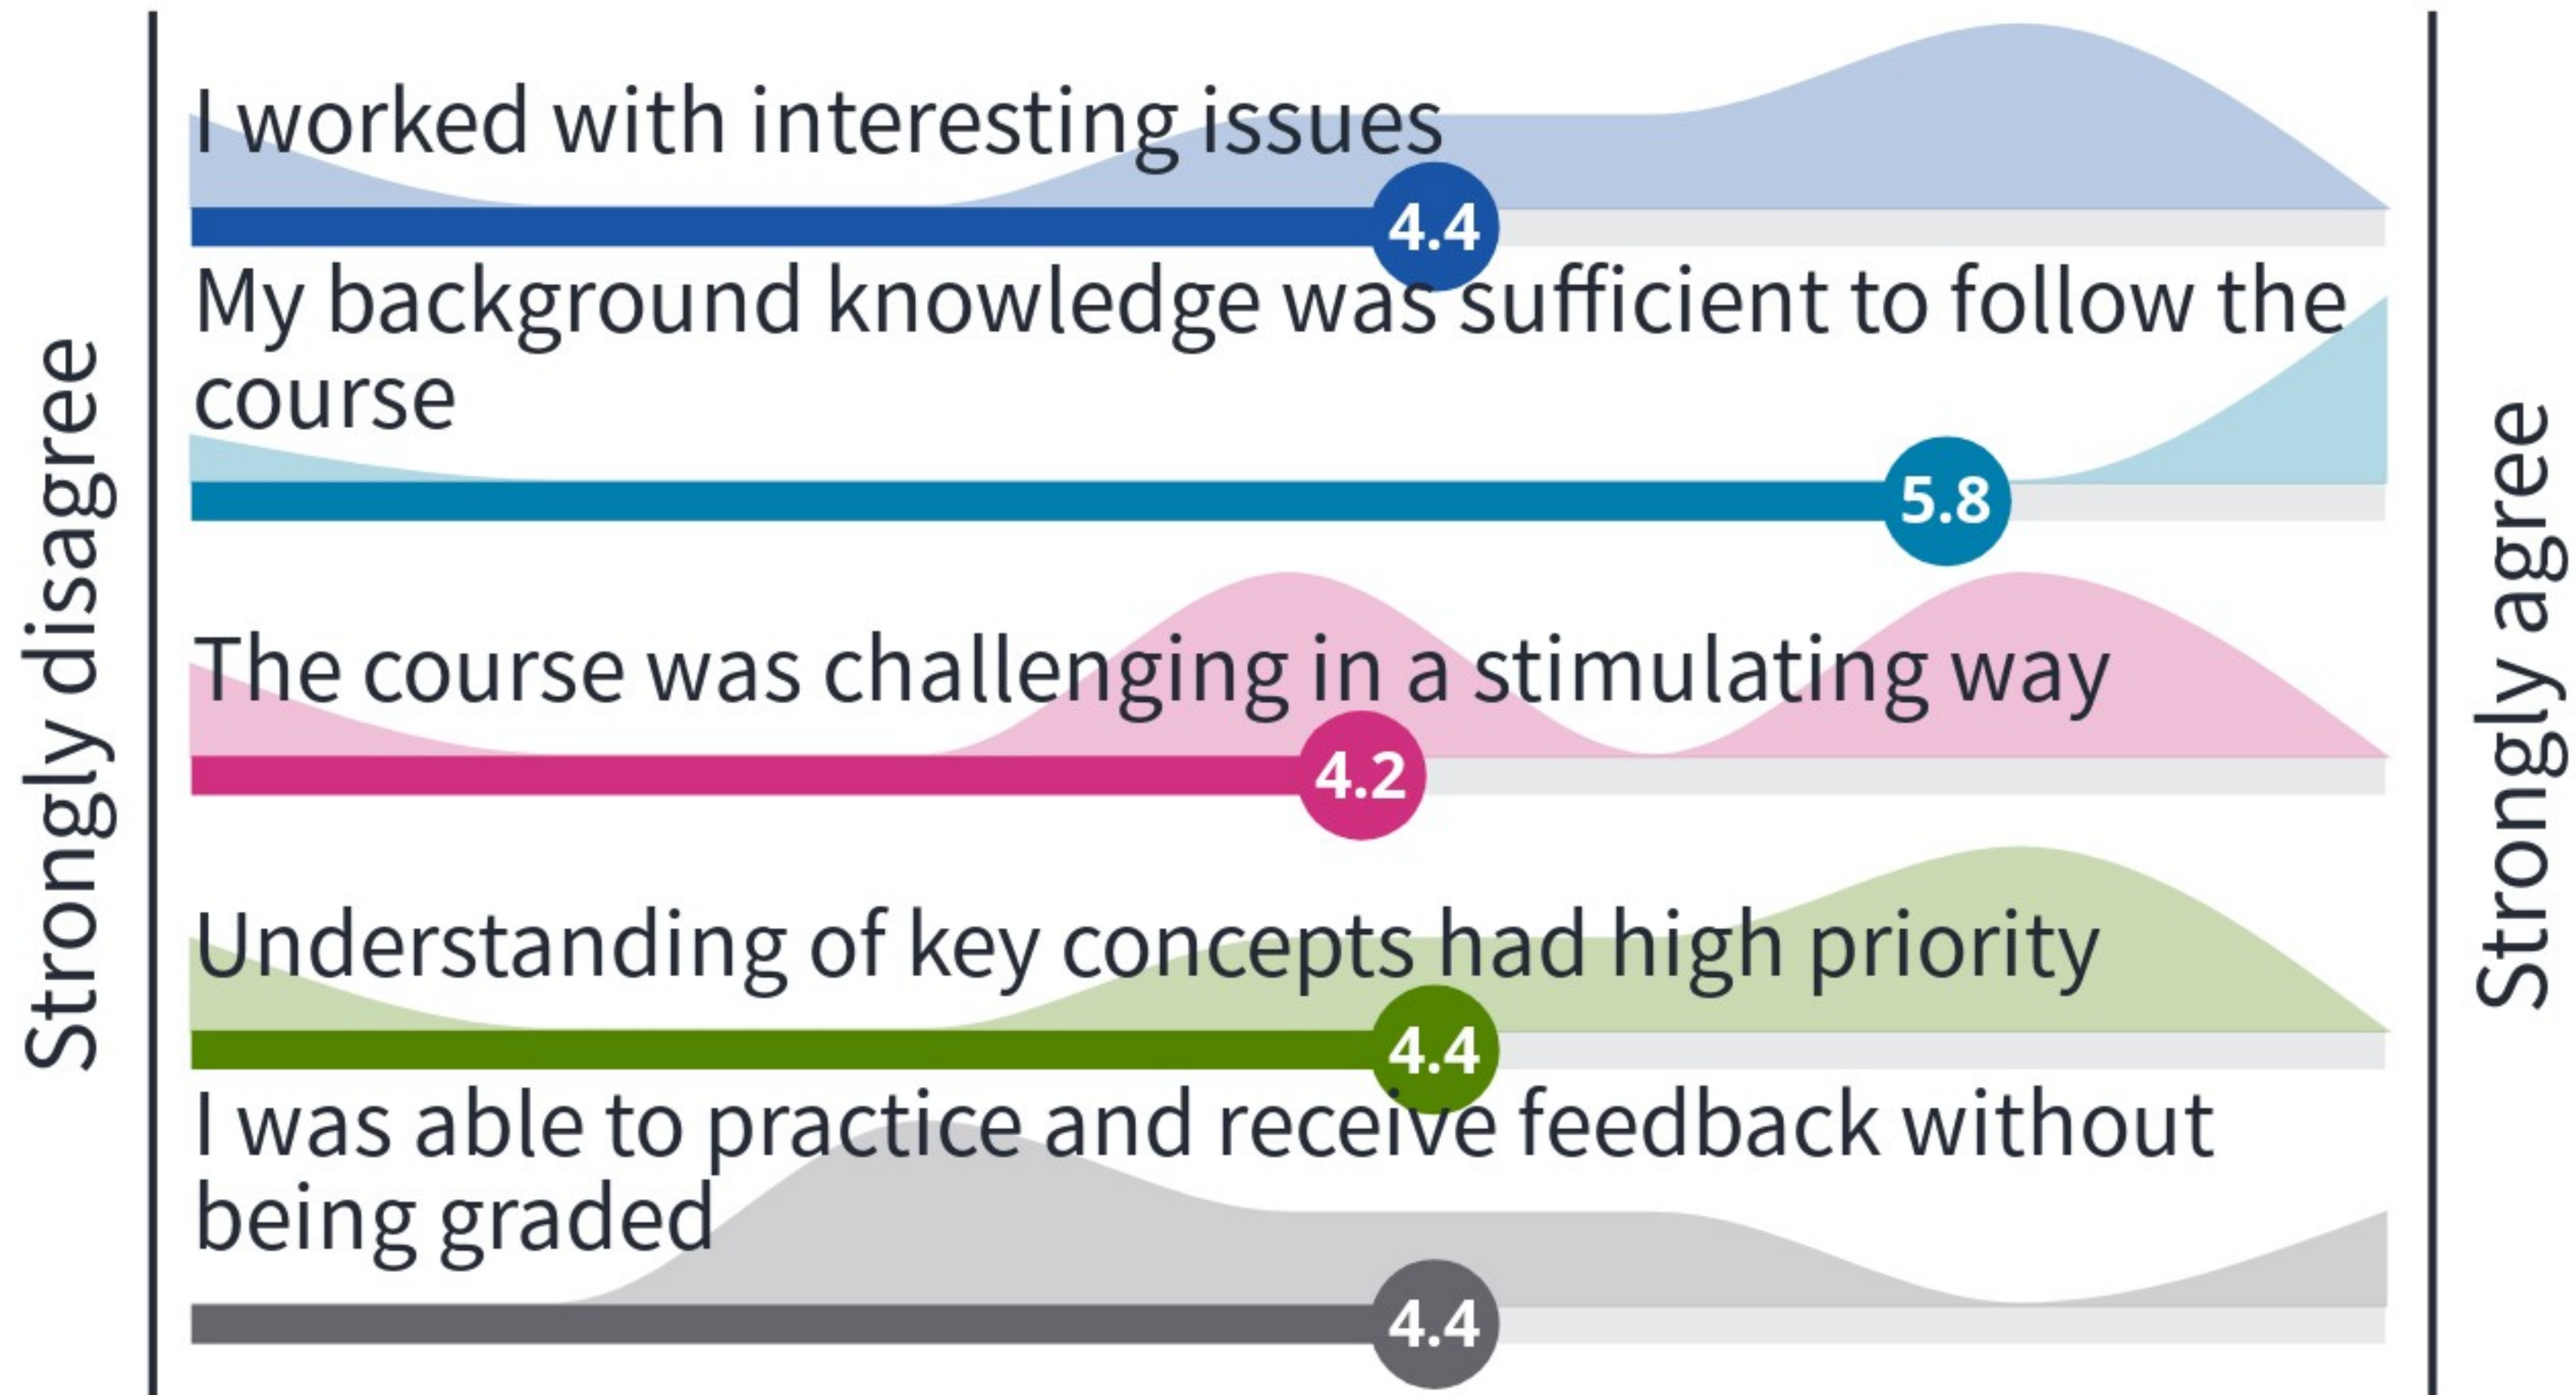 Strongly disagree
I worked with interesting issues
4.4
My background knowledge was sufficient to follow the
course
5.8
The course was challenging in a stimulating way
4.2
Understanding of key concepts had high priority
4.4
I was able to practice and receive feedback without
being graded
4.4
Strongly agree